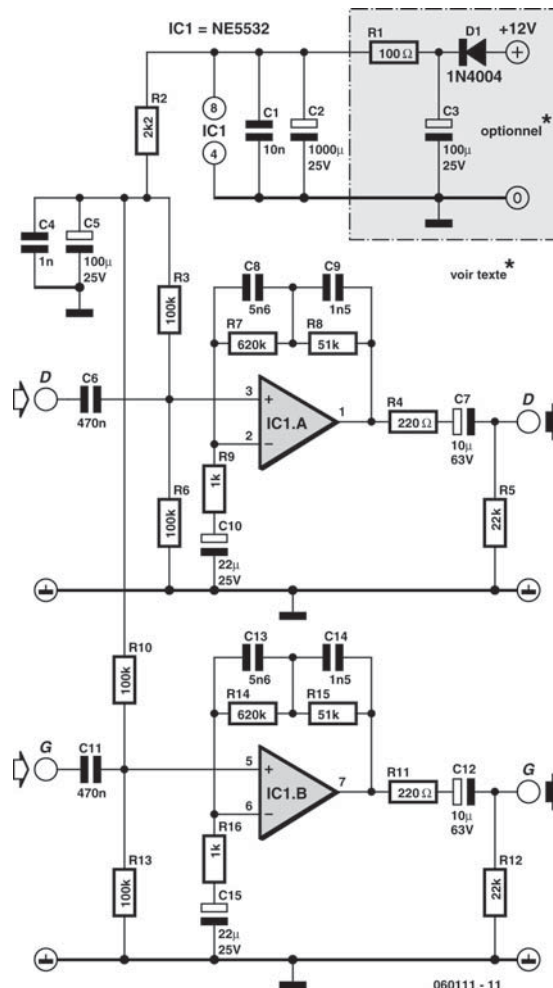 IC1 = NE5532
R1
100 Ω
D1
1N4004
+12V
+
R2
2k2
8
IC1
4
C1
10n
C2
1000µ
25V
C3
100µ
25V
optionnel*
0
C4
1n
C5
100µ
25V
voir texte*
R3
100k
C8
5n6
C9
1n5
R7
620k
R8
51k
D
C6
470n
3
+
2
−
IC1.A
1
R4
220 Ω
C7
10µ
63V
D
R9
1k
C10
22µ
25V
R6
100k
R5
22k
R10
100k
C13
5n6
C14
1n5
R14
620k
R15
51k
G
C11
470n
5
+
6
−
IC1.B
7
R11
220 Ω
C12
10µ
63V
G
R16
1k
C15
22µ
25V
R13
100k
R12
22k
060111 - 11